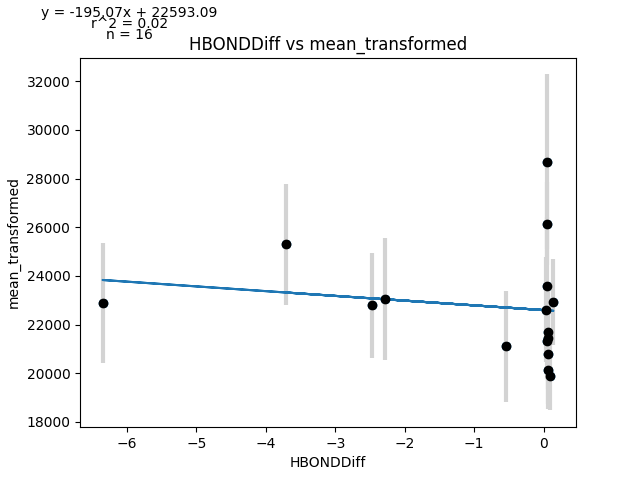 y = -195.07x + 22593.09
r^2 = 0.02
n = 16
HBONDDiff vs mean_transformed
32000
30000
28000
26000
24000
22000
20000
18000
mean_transformed
−6
−5
−4
−3
−2
−1
0
HBONDDiff